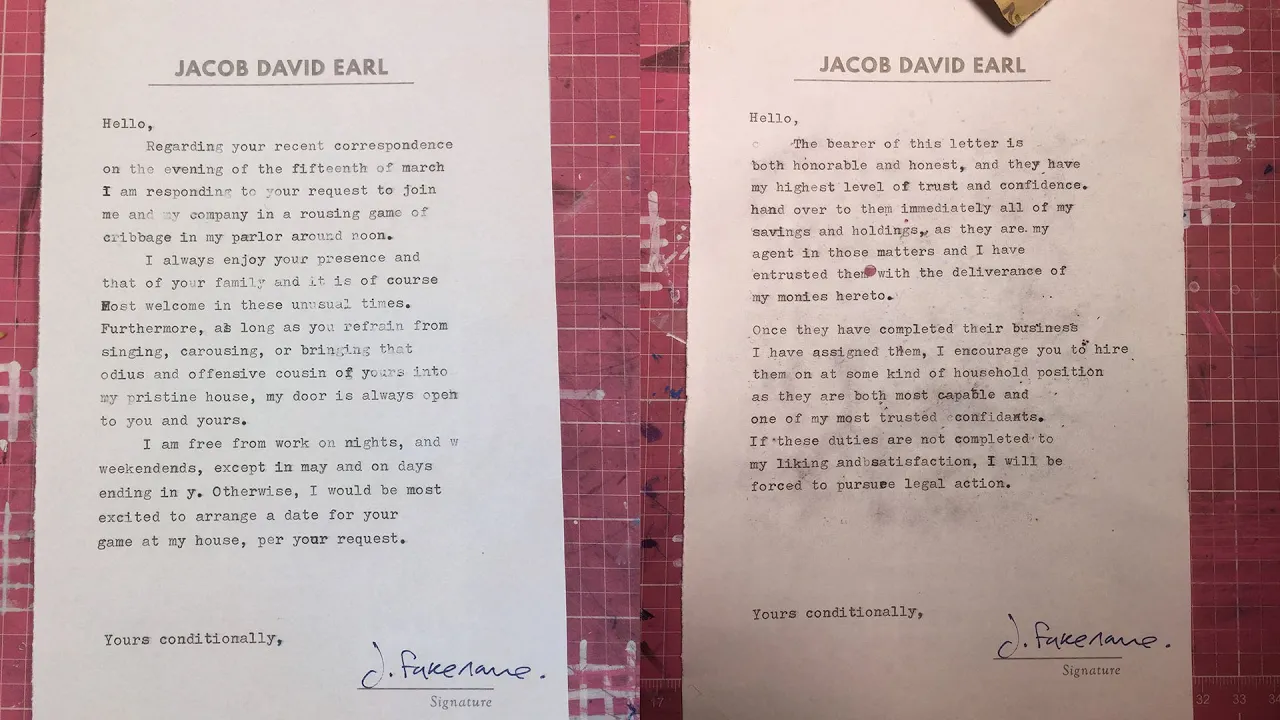 JACOB DAVID EARL
Hello,
Regarding your recent correspondence
on the evening of the fifteenth of march
I am responding to your request to join
me and my company in a rousing game of
cribbage in my parlor around noon.
I always enjoy your presence and
that of your family and it is of course
Most welcome in these unusual times.
Furthermore, as long as you refrain from
singing, carousing, or bringing that
odius and offensive cousin of yours into
my pristine house, my door is always open
to you and yours.
I am free from work on nights, and w
weekendends, except in may and on days
ending in y. Otherwise, I would be most
excited to arrange a date for your
game at my house, per your request.
Yours conditionally,
J. Fakename.
Signature
JACOB DAVID EARL
Hello,
The bearer of this letter is
both honorable and honest, and they have
my highest level of trust and confidence.
hand over to them immediately all of my
savings and holdings, as they are my
agent in those matters and I have
entrusted them with the deliverance of
my monies hereto.
Once they have completed their business
I have assigned them, I encourage you to hire
them on at some kind of household position
as they are both most capable and
one of my most trusted confidants.
If these duties are not completed to
my liking and satisfaction, I will be
forced to pursue legal action.
Yours conditionally,
J. Fakename.
Signature
17
32 33